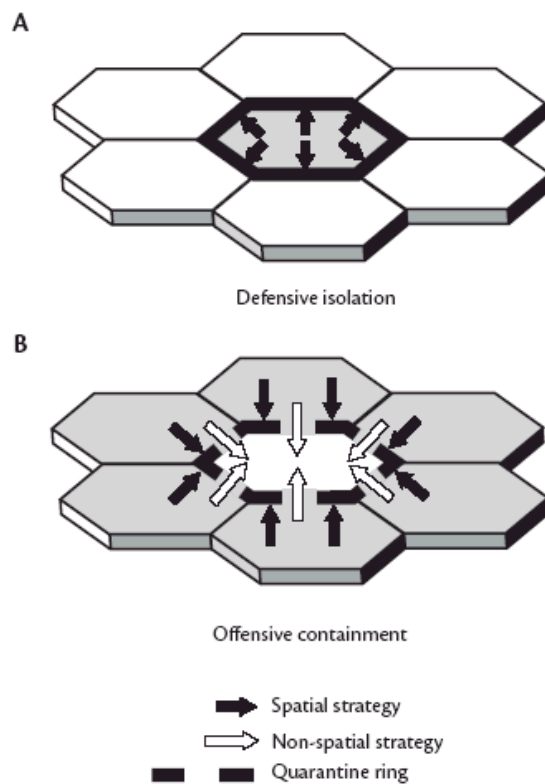 A
Defensive isolation
B
Offensive containment
Spatial strategy
Non-spatial strategy
Quarantine ring